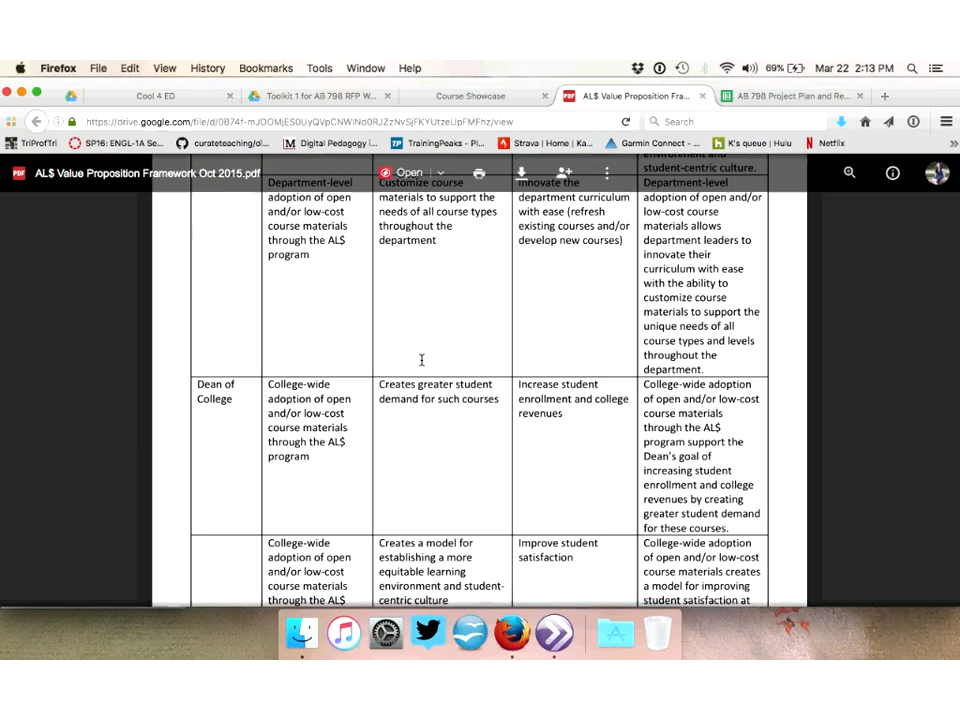 Firefox File Edit View History Bookmarks Tools Window Help 69% Mar 22 2:13 PM
Cool 4 ED Toolkit 1 for AB 798 RFP W... Course Showcase AL$ Value Proposition Fra... AB 798 Project Plan and Re...
https://drive.google.com/file/d/0B74f-mJOOMjES0UyQVpCNWlNd0RJZzNvSjFKYUtzeUpFMFhz/view Search
TriProfTri SP16: ENGL-1A Se... curateteaching/di... Digital Pedagogy I... TrainingPeaks - Pl... Strava | Home | Ka... Garmin Connect - ... K's queue | Hulu Netflix
environment and
student-centric culture.
PDF AL$ Value Proposition Framework Oct 2015.pdf Open
Department-level
adoption of open
and/or low-cost
course materials
through the AL$
program
Customize course
materials to support the
needs of all course types
throughout the
department
Innovate the
department curriculum
with ease (refresh
existing courses and/or
develop new courses)
Department-level
adoption of open and/or
low-cost course
materials allows
department leaders to
innovate their
curriculum with ease
with the ability to
customize course
materials to support the
unique needs of all
course types and levels
throughout the
department.
Dean of
College
College-wide
adoption of open
and/or low-cost
course materials
through the AL$
program
Creates greater student
demand for such courses
Increase student
enrollment and college
revenues
College-wide adoption
of open and/or low-cost
course materials
through the AL$
program support the
Dean's goal of
increasing student
enrollment and college
revenues by creating
greater student demand
for these courses.
College-wide
adoption of open
and/or low-cost
course materials
through the AL$
Creates a model for
establishing a more
equitable learning
environment and student-
centric culture
Improve student
satisfaction
College-wide adoption
of open and/or low-cost
course materials creates
a model for improving
student satisfaction at